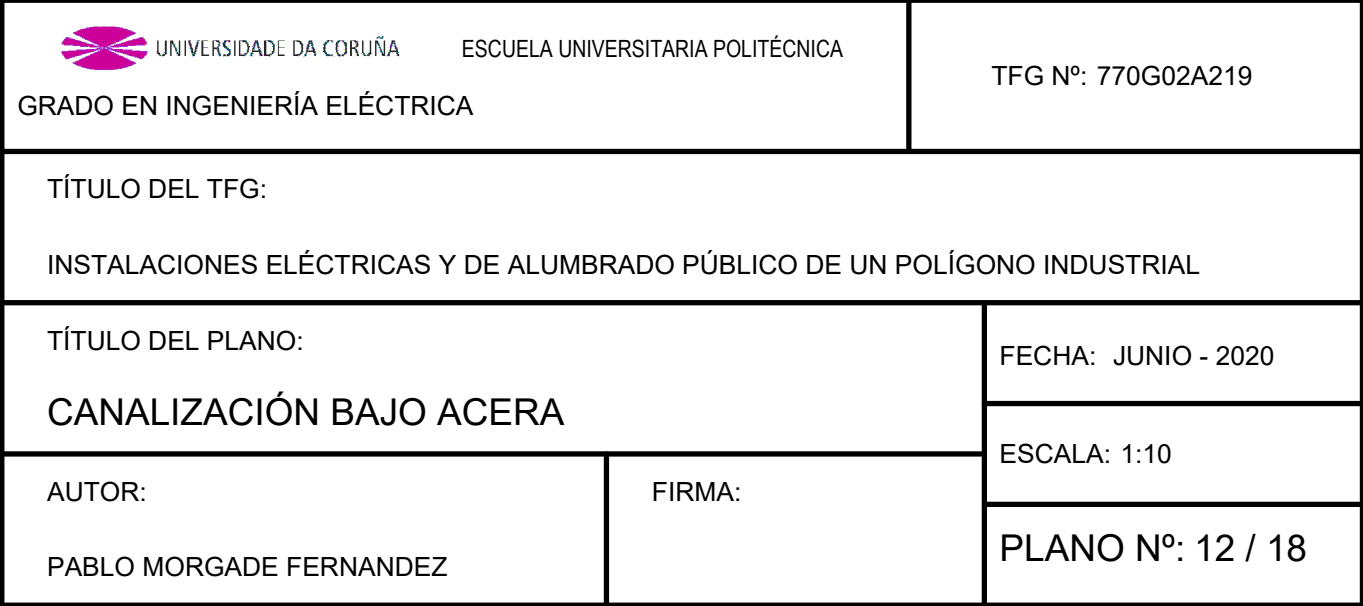 UNIVERSIDADE DA CORUÑA ESCUELA UNIVERSITARIA POLITÉCNICA
GRADO EN INGENIERÍA ELÉCTRICA
TFG Nº: 770G02A219
TÍTULO DEL TFG:
INSTALACIONES ELÉCTRICAS Y DE ALUMBRADO PÚBLICO DE UN POLÍGONO INDUSTRIAL
TÍTULO DEL PLANO:
CANALIZACIÓN BAJO ACERA
FECHA: JUNIO - 2020
ESCALA: 1:10
AUTOR:
PABLO MORGADE FERNANDEZ
FIRMA:
PLANO Nº: 12 / 18